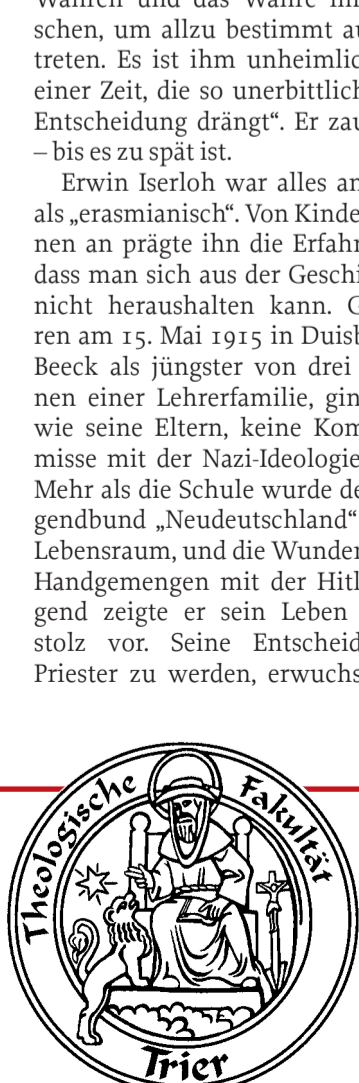 Wahren und das Wahre im
schen, um allzu bestimmt au
treten. Es ist ihm unheimlic
einer Zeit, die so unerbittlich
Entscheidung drängt“. Er zau
– bis es zu spät ist.
Erwin Iserloh war alles an
als „erasmianisch“. Von Kinde
nen an prägte ihn die Erfahr
dass man sich aus der Geschi
nicht heraushalten kann. G
ren am 15. Mai 1915 in Duisb
Beeck als jüngster von drei
nen einer Lehrerfamilie, gin
wie seine Eltern, keine Kom
misse mit der Nazi-Ideologie
Mehr als die Schule wurde de
gendbund „Neudeutschland“
Lebensraum, und die Wunden
Handgemengen mit der Hitl
gend zeigte er sein Leben
stolz vor. Seine Entscheid
Priester zu werden, erwuchs
Theologische Fakultät
Trier